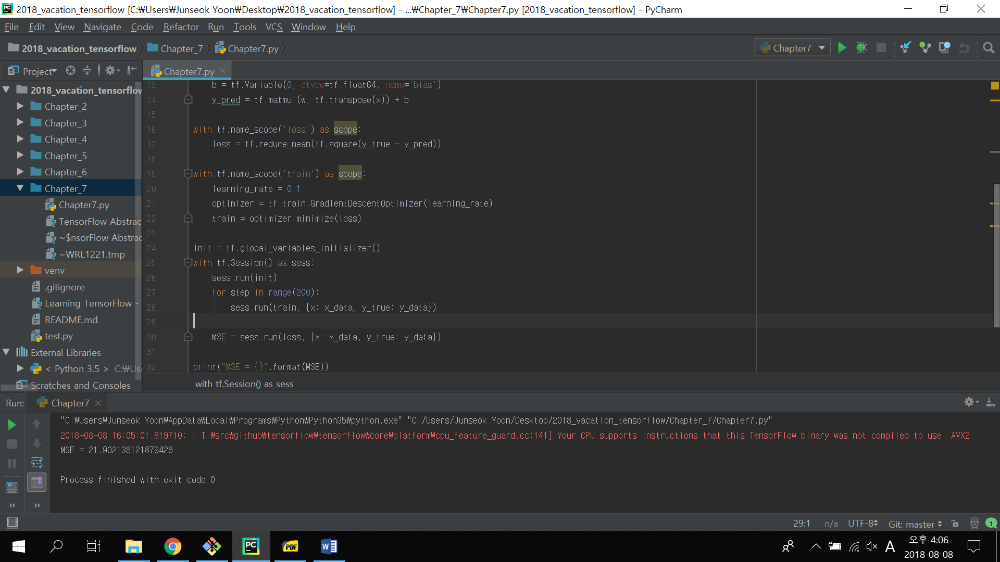 2018_vacation_tensorflow [C:₩Users₩Junseok Yoon₩Desktop₩2018_vacation_tensorflow] - ...₩Chapter_7₩Chapter7.py [2018_vacation_tensorflow] - PyCharm
File Edit View Navigate Code Refactor Run Tools VCS Window Help
2018_vacation_tensorflow Chapter_7 Chapter7.py Chapter7
Project Chapter7.py
2018_vacation_tensorflow
Chapter_2
Chapter_3
Chapter_4
Chapter_5
Chapter_6
Chapter_7
Chapter7.py
TensorFlow Abstrac
~$nsorFlow Abstrac
~WRL1221.tmp
venv
.gitignore
Learning TensorFlow -
README.md
test.py
External Libraries
< Python 3.5 > C:₩Use
Scratches and Consoles
13 b = tf.Variable(0, dtype=tf.float64, name='bias')
14 y_pred = tf.matmul(w, tf.transpose(x)) + b
15
16 with tf.name_scope('loss') as scope:
17 loss = tf.reduce_mean(tf.square(y_true - y_pred))
18
19 with tf.name_scope('train') as scope:
20 learning_rate = 0.1
21 optimizer = tf.train.GradientDescentOptimizer(learning_rate)
22 train = optimizer.minimize(loss)
23
24 init = tf.global_variables_initializer()
25 with tf.Session() as sess:
26 sess.run(init)
27 for step in range(200):
28 sess.run(train, {x: x_data, y_true: y_data})
29
30 MSE = sess.run(loss, {x: x_data, y_true: y_data})
31
32 print("MSE = {}".format(MSE))
with tf.Session() as sess
Run: Chapter7
"C:₩Users₩Junseok Yoon₩AppData₩Local₩Programs₩Python₩Python35₩python.exe" "C:/Users/Junseok Yoon/Desktop/2018_vacation_tensorflow/Chapter_7/Chapter7.py"
2018-08-08 16:05:01.819710: I T:₩src₩github₩tensorflow₩tensorflow₩core₩platform₩cpu_feature_guard.cc:141] Your CPU supports instructions that this TensorFlow binary was not compiled to use: AVX2
MSE = 21.902138121879428
Process finished with exit code 0
29:1 n/a UTF-8 Git: master 1
PC PDF W A 오후 4:06
2018-08-08